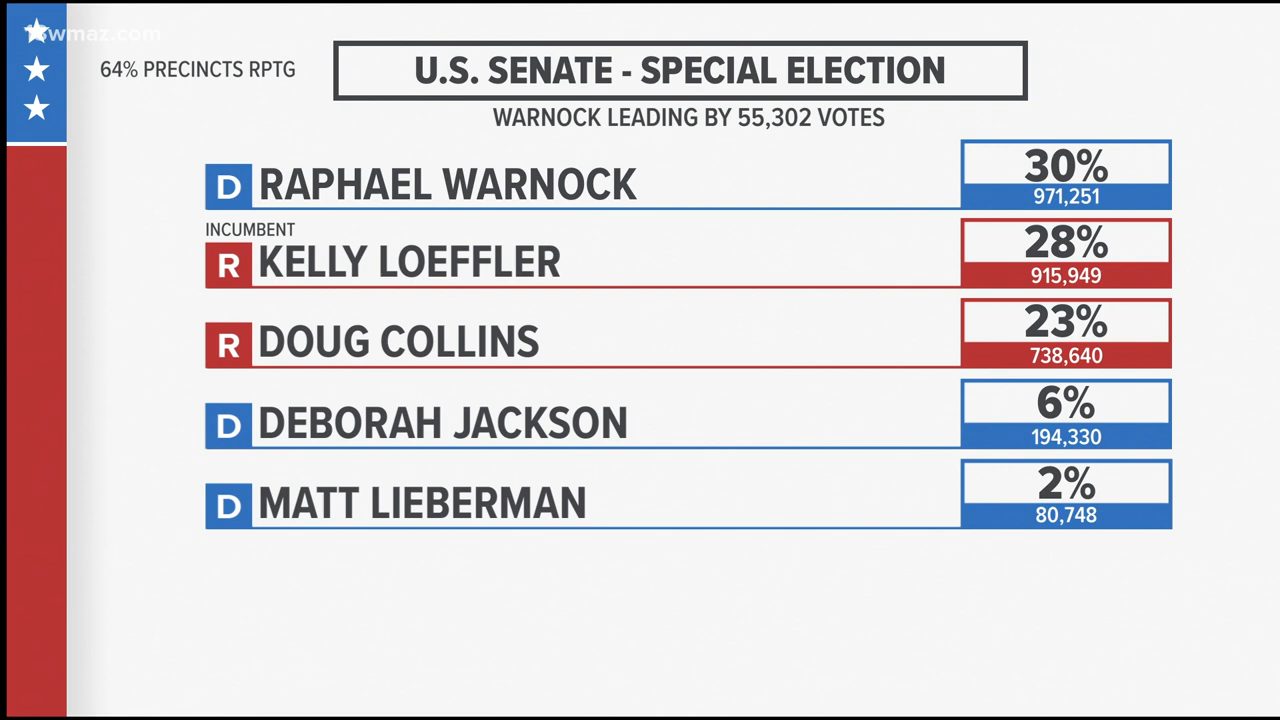 13wmaz.com
64% PRECINCTS RPTG
U.S. SENATE - SPECIAL ELECTION
WARNOCK LEADING BY 55,302 VOTES
D RAPHAEL WARNOCK 30%
971,251
INCUMBENT
R KELLY LOEFFLER 28%
915,949
R DOUG COLLINS 23%
738,640
D DEBORAH JACKSON 6%
194,330
D MATT LIEBERMAN 2%
80,748